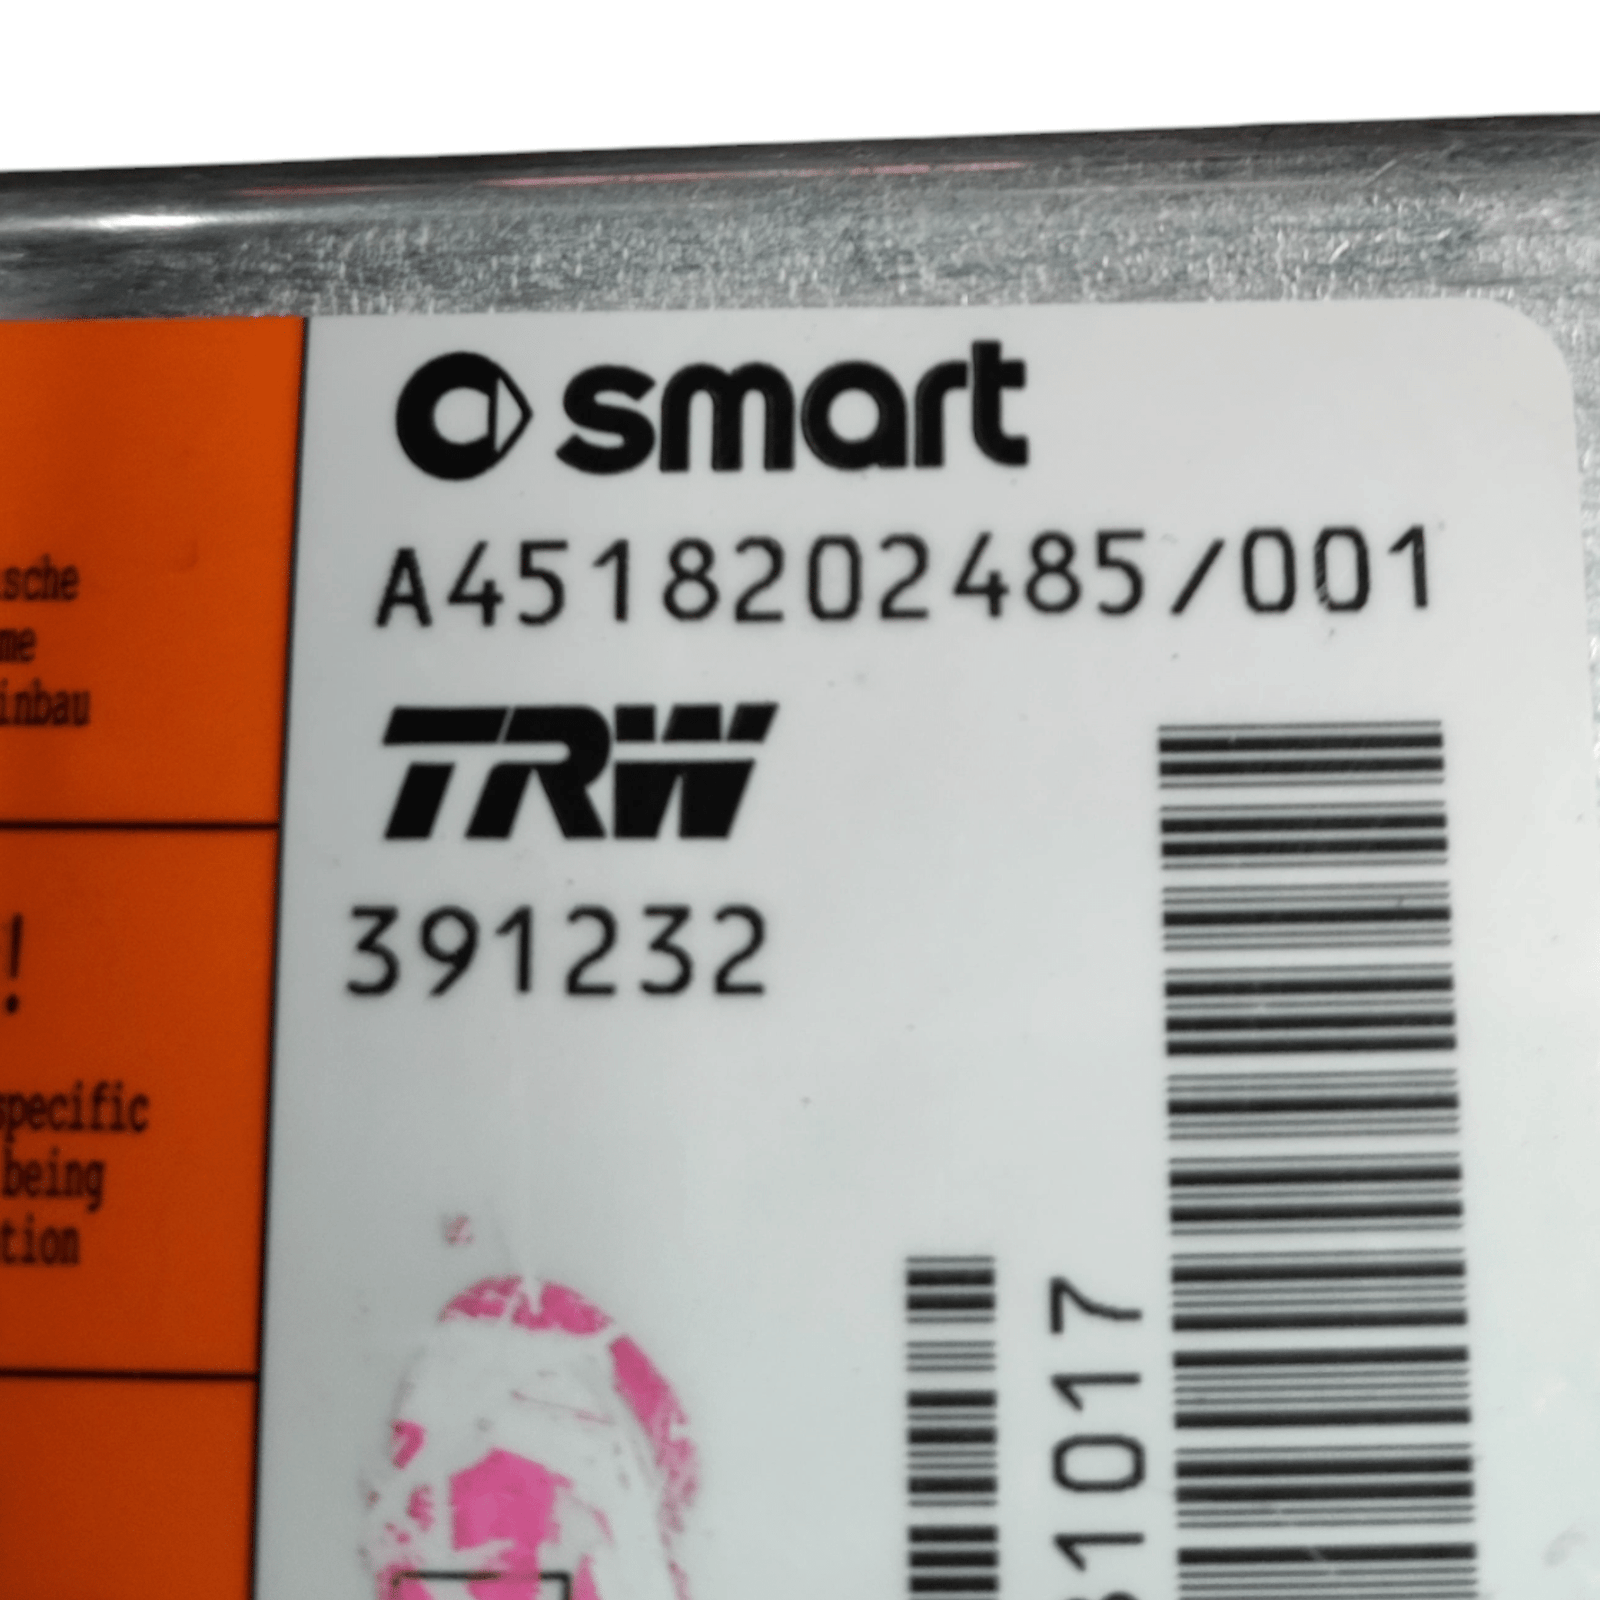 smart
A4518202485/001
TRW
391232
sche
me
inbau
!
specific
being
tion
1017